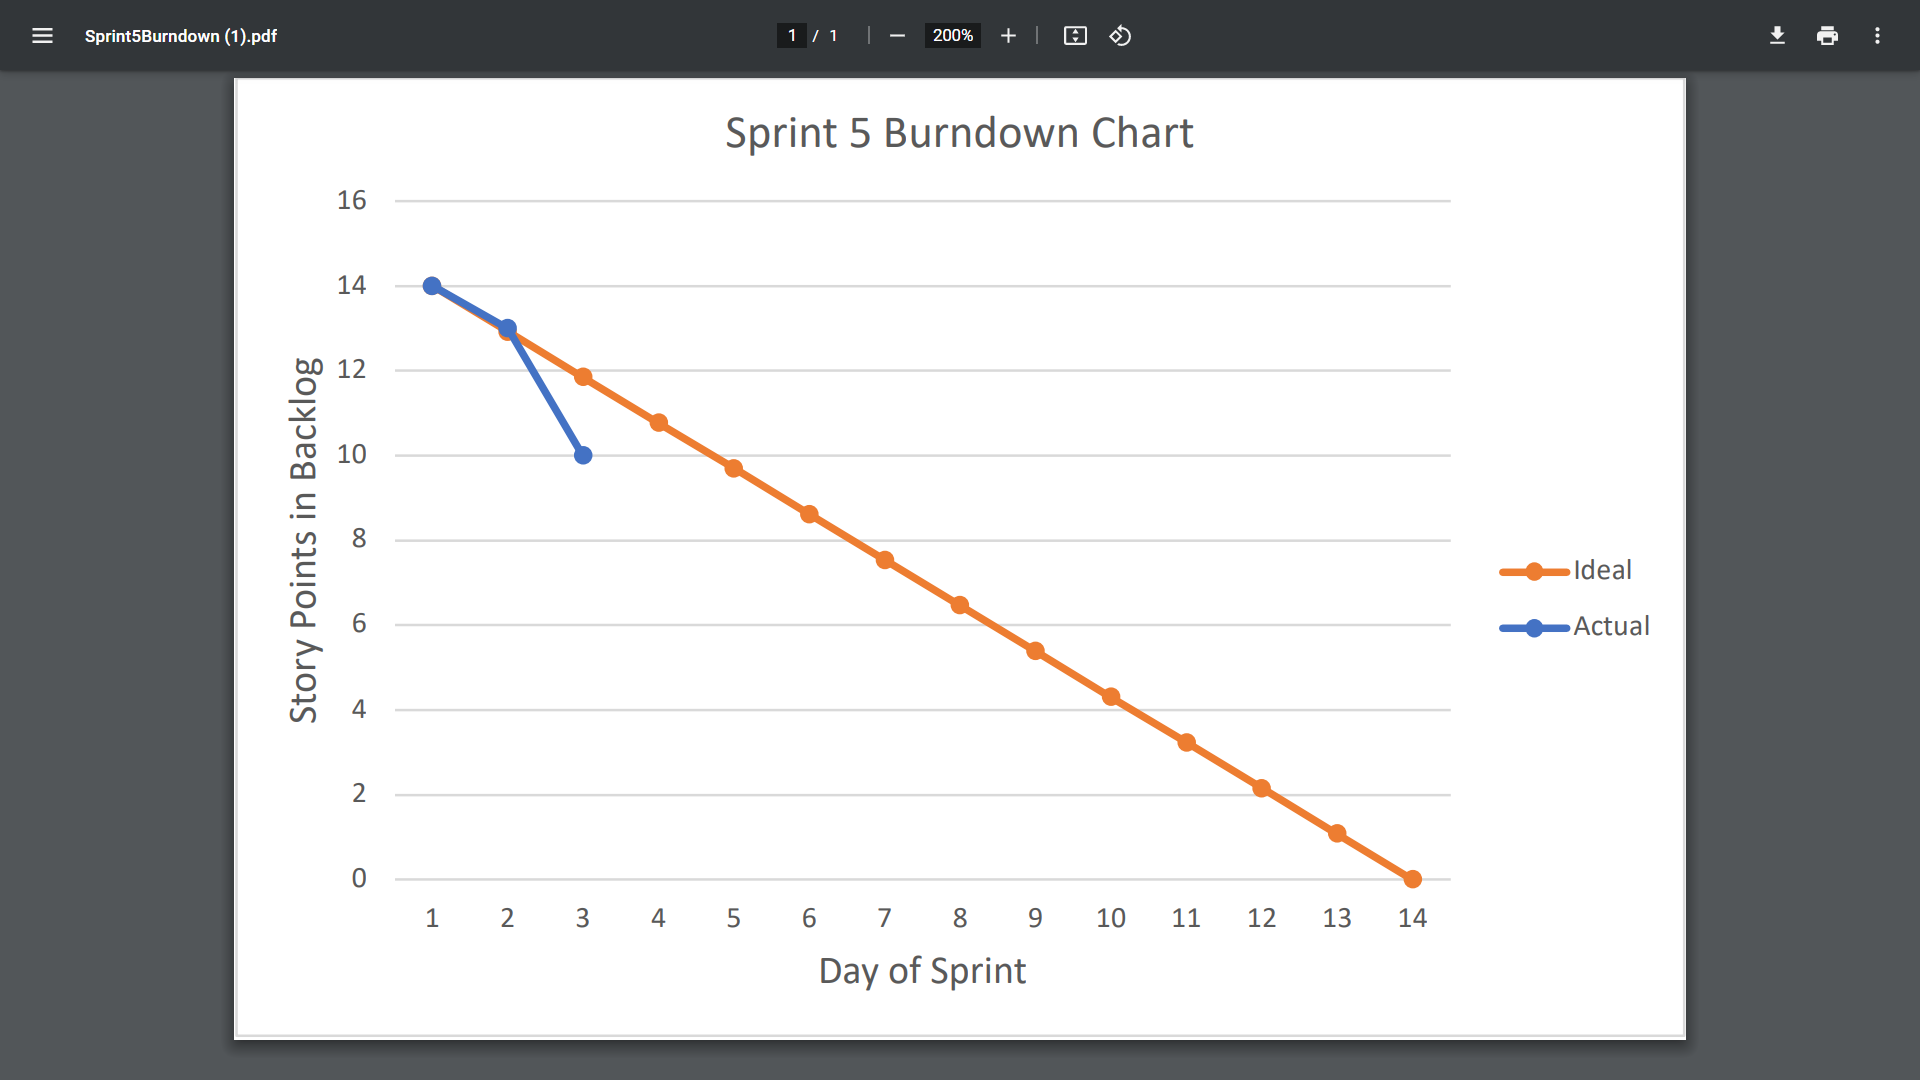 Sprint5Burndown (1).pdf
1 / 1
200%
Sprint 5 Burndown Chart
16
14
12
10
8
6
4
2
0
Story Points in Backlog
1 2 3 4 5 6 7 8 9 10 11 12 13 14
Day of Sprint
Ideal
Actual